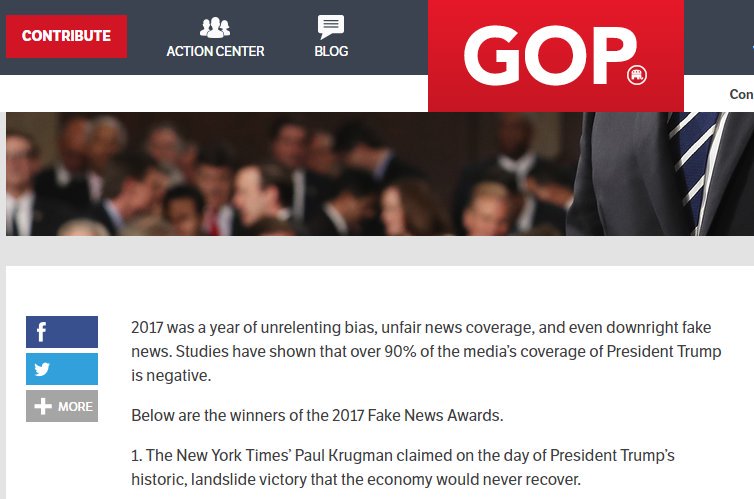 CONTRIBUTE
ACTION CENTER
BLOG
GOP
Con
2017 was a year of unrelenting bias, unfair news coverage, and even downright fake
news. Studies have shown that over 90% of the media's coverage of President Trump
is negative.
Below are the winners of the 2017 Fake News Awards.
1. The New York Times' Paul Krugman claimed on the day of President Trump's
historic, landslide victory that the economy would never recover.
MORE